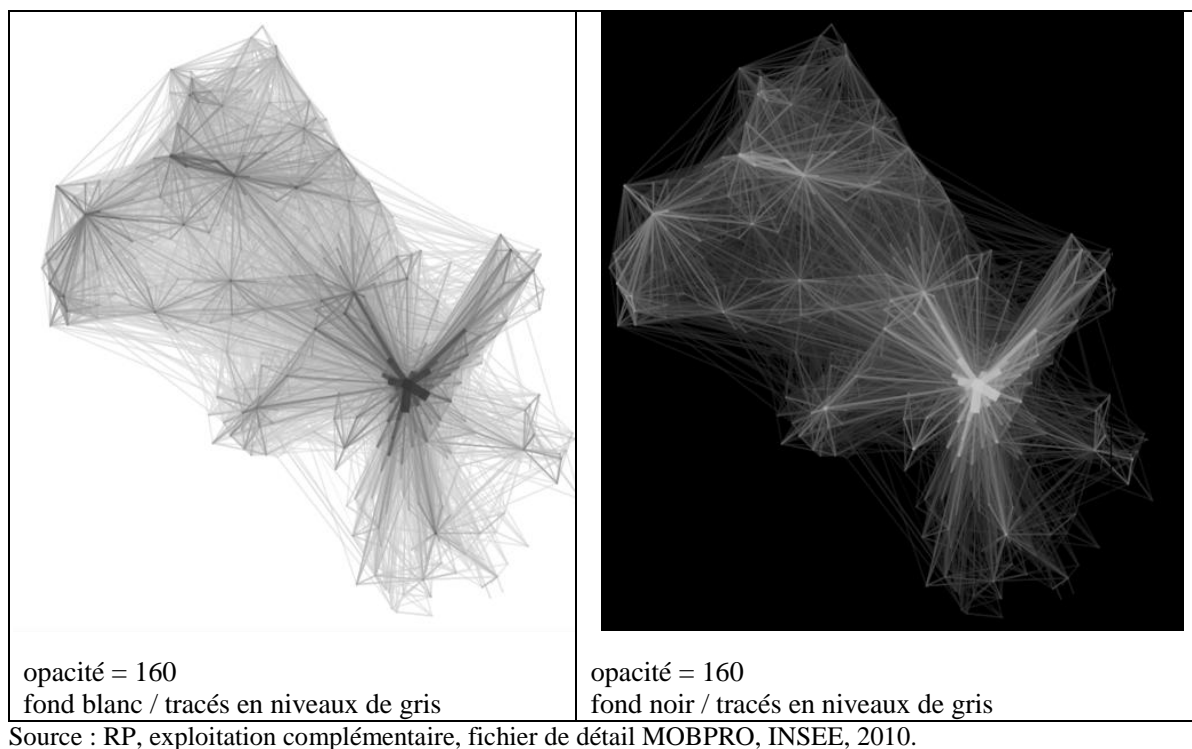 opacité = 160
fond blanc / tracés en niveaux de gris
opacité = 160
fond noir / tracés en niveaux de gris
Source : RP, exploitation complémentaire, fichier de détail MOBPRO, INSEE, 2010.